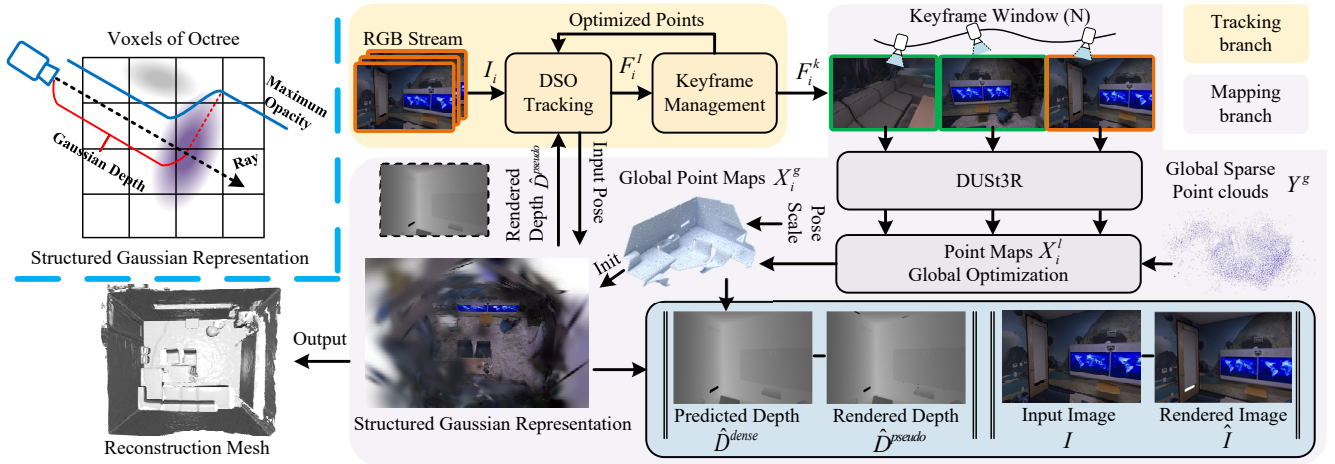 Voxels of Octree
Maximum
Opacity
Gaussian Depth
Ray
Structured Gaussian Representation
RGB Stream
I_i
Optimized Points
DSO
Tracking
F_i^l
Keyframe
Management
F_i^k
Keyframe Window (N)
Tracking
branch
Mapping
branch
Rendered
Depth D̂^pseudo
Input Pose
Global Point Maps X_i^g
Pose
Scale
Init
DUSt3R
Point Maps X_i^l
Global Optimization
Global Sparse
Point clouds Y^g
Output
Reconstruction Mesh
Structured Gaussian Representation
Predicted Depth
D̂^dense
Rendered Depth
D̂^pseudo
Input Image
I
Rendered Image
Î